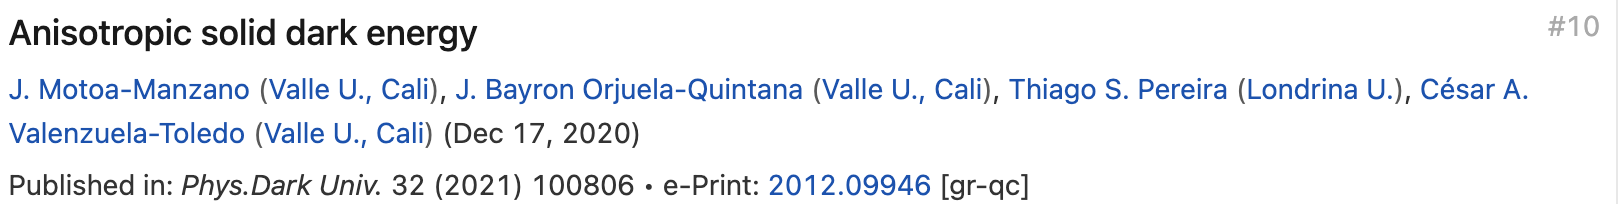 Anisotropic solid dark energy
#10
J. Motoa-Manzano (Valle U., Cali), J. Bayron Orjuela-Quintana (Valle U., Cali), Thiago S. Pereira (Londrina U.), César A.
Valenzuela-Toledo (Valle U., Cali) (Dec 17, 2020)
Published in: Phys.Dark Univ. 32 (2021) 100806 • e-Print: 2012.09946 [gr-qc]